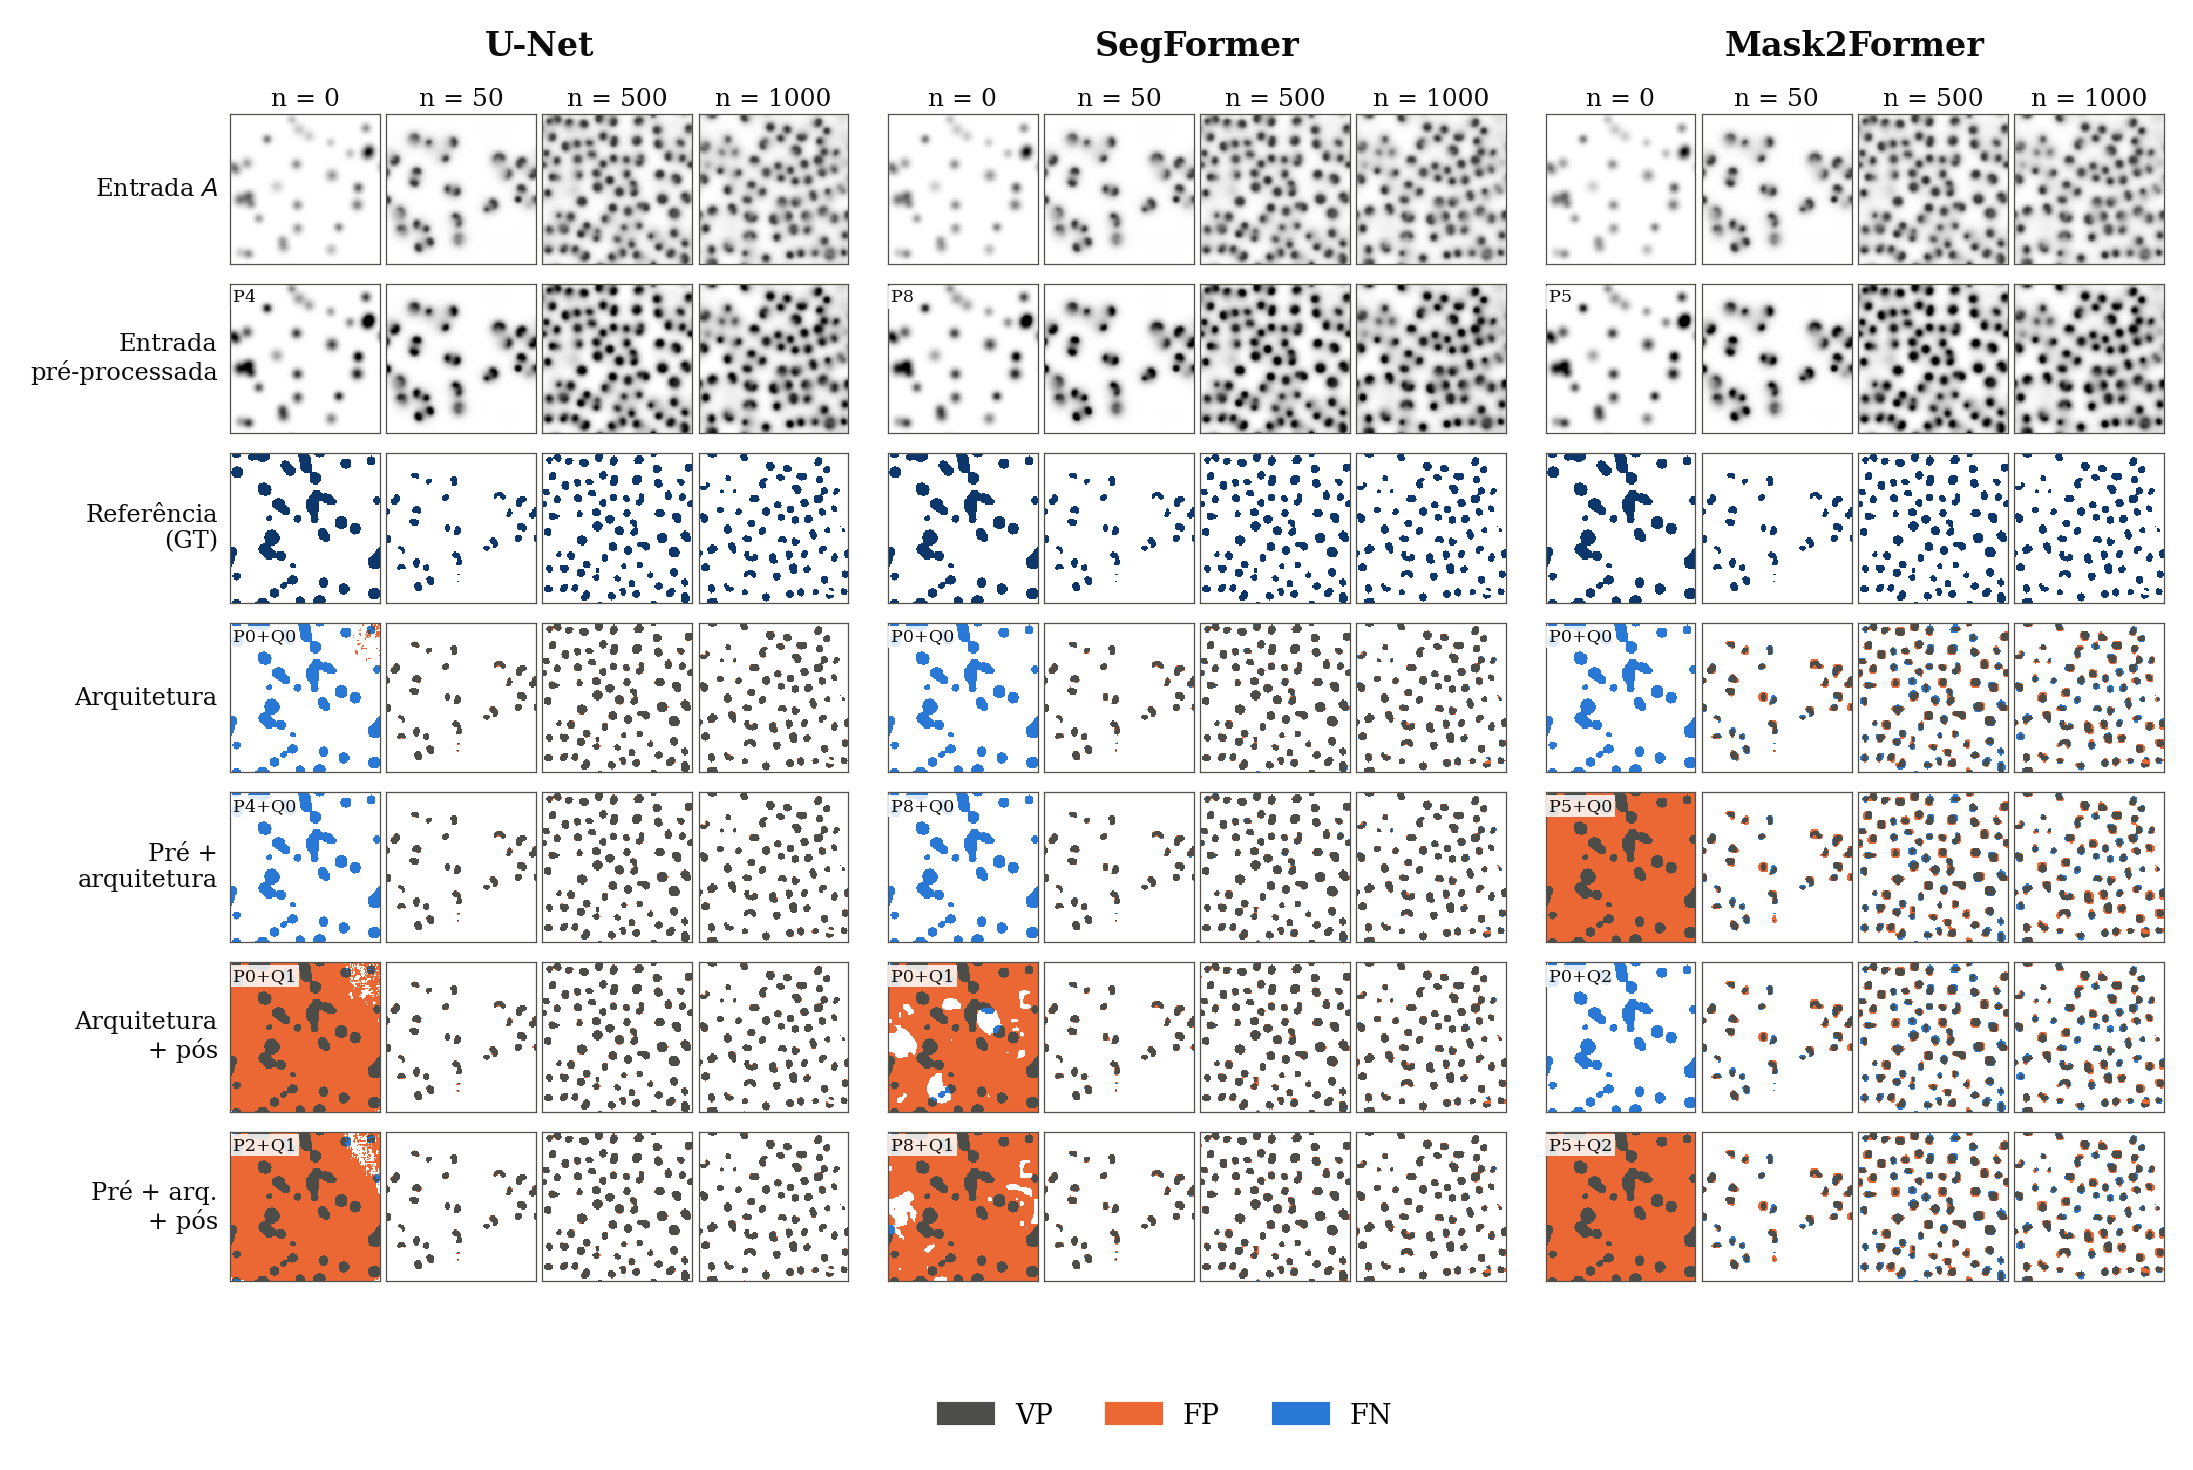 U-Net SegFormer Mask2Former
n = 0 n = 50 n = 500 n = 1000 n = 0 n = 50 n = 500 n = 1000 n = 0 n = 50 n = 500 n = 1000
Entrada A
P4 P8 P5
Entrada
pré-processada
Referência
(GT)
P0+Q0 P0+Q0 P0+Q0
Arquitetura
P4+Q0 P8+Q0 P5+Q0
Pré +
arquitetura
P0+Q1 P0+Q1 P0+Q2
Arquitetura
+ pós
P2+Q1 P8+Q1 P5+Q2
Pré + arq.
+ pós
VP FP FN